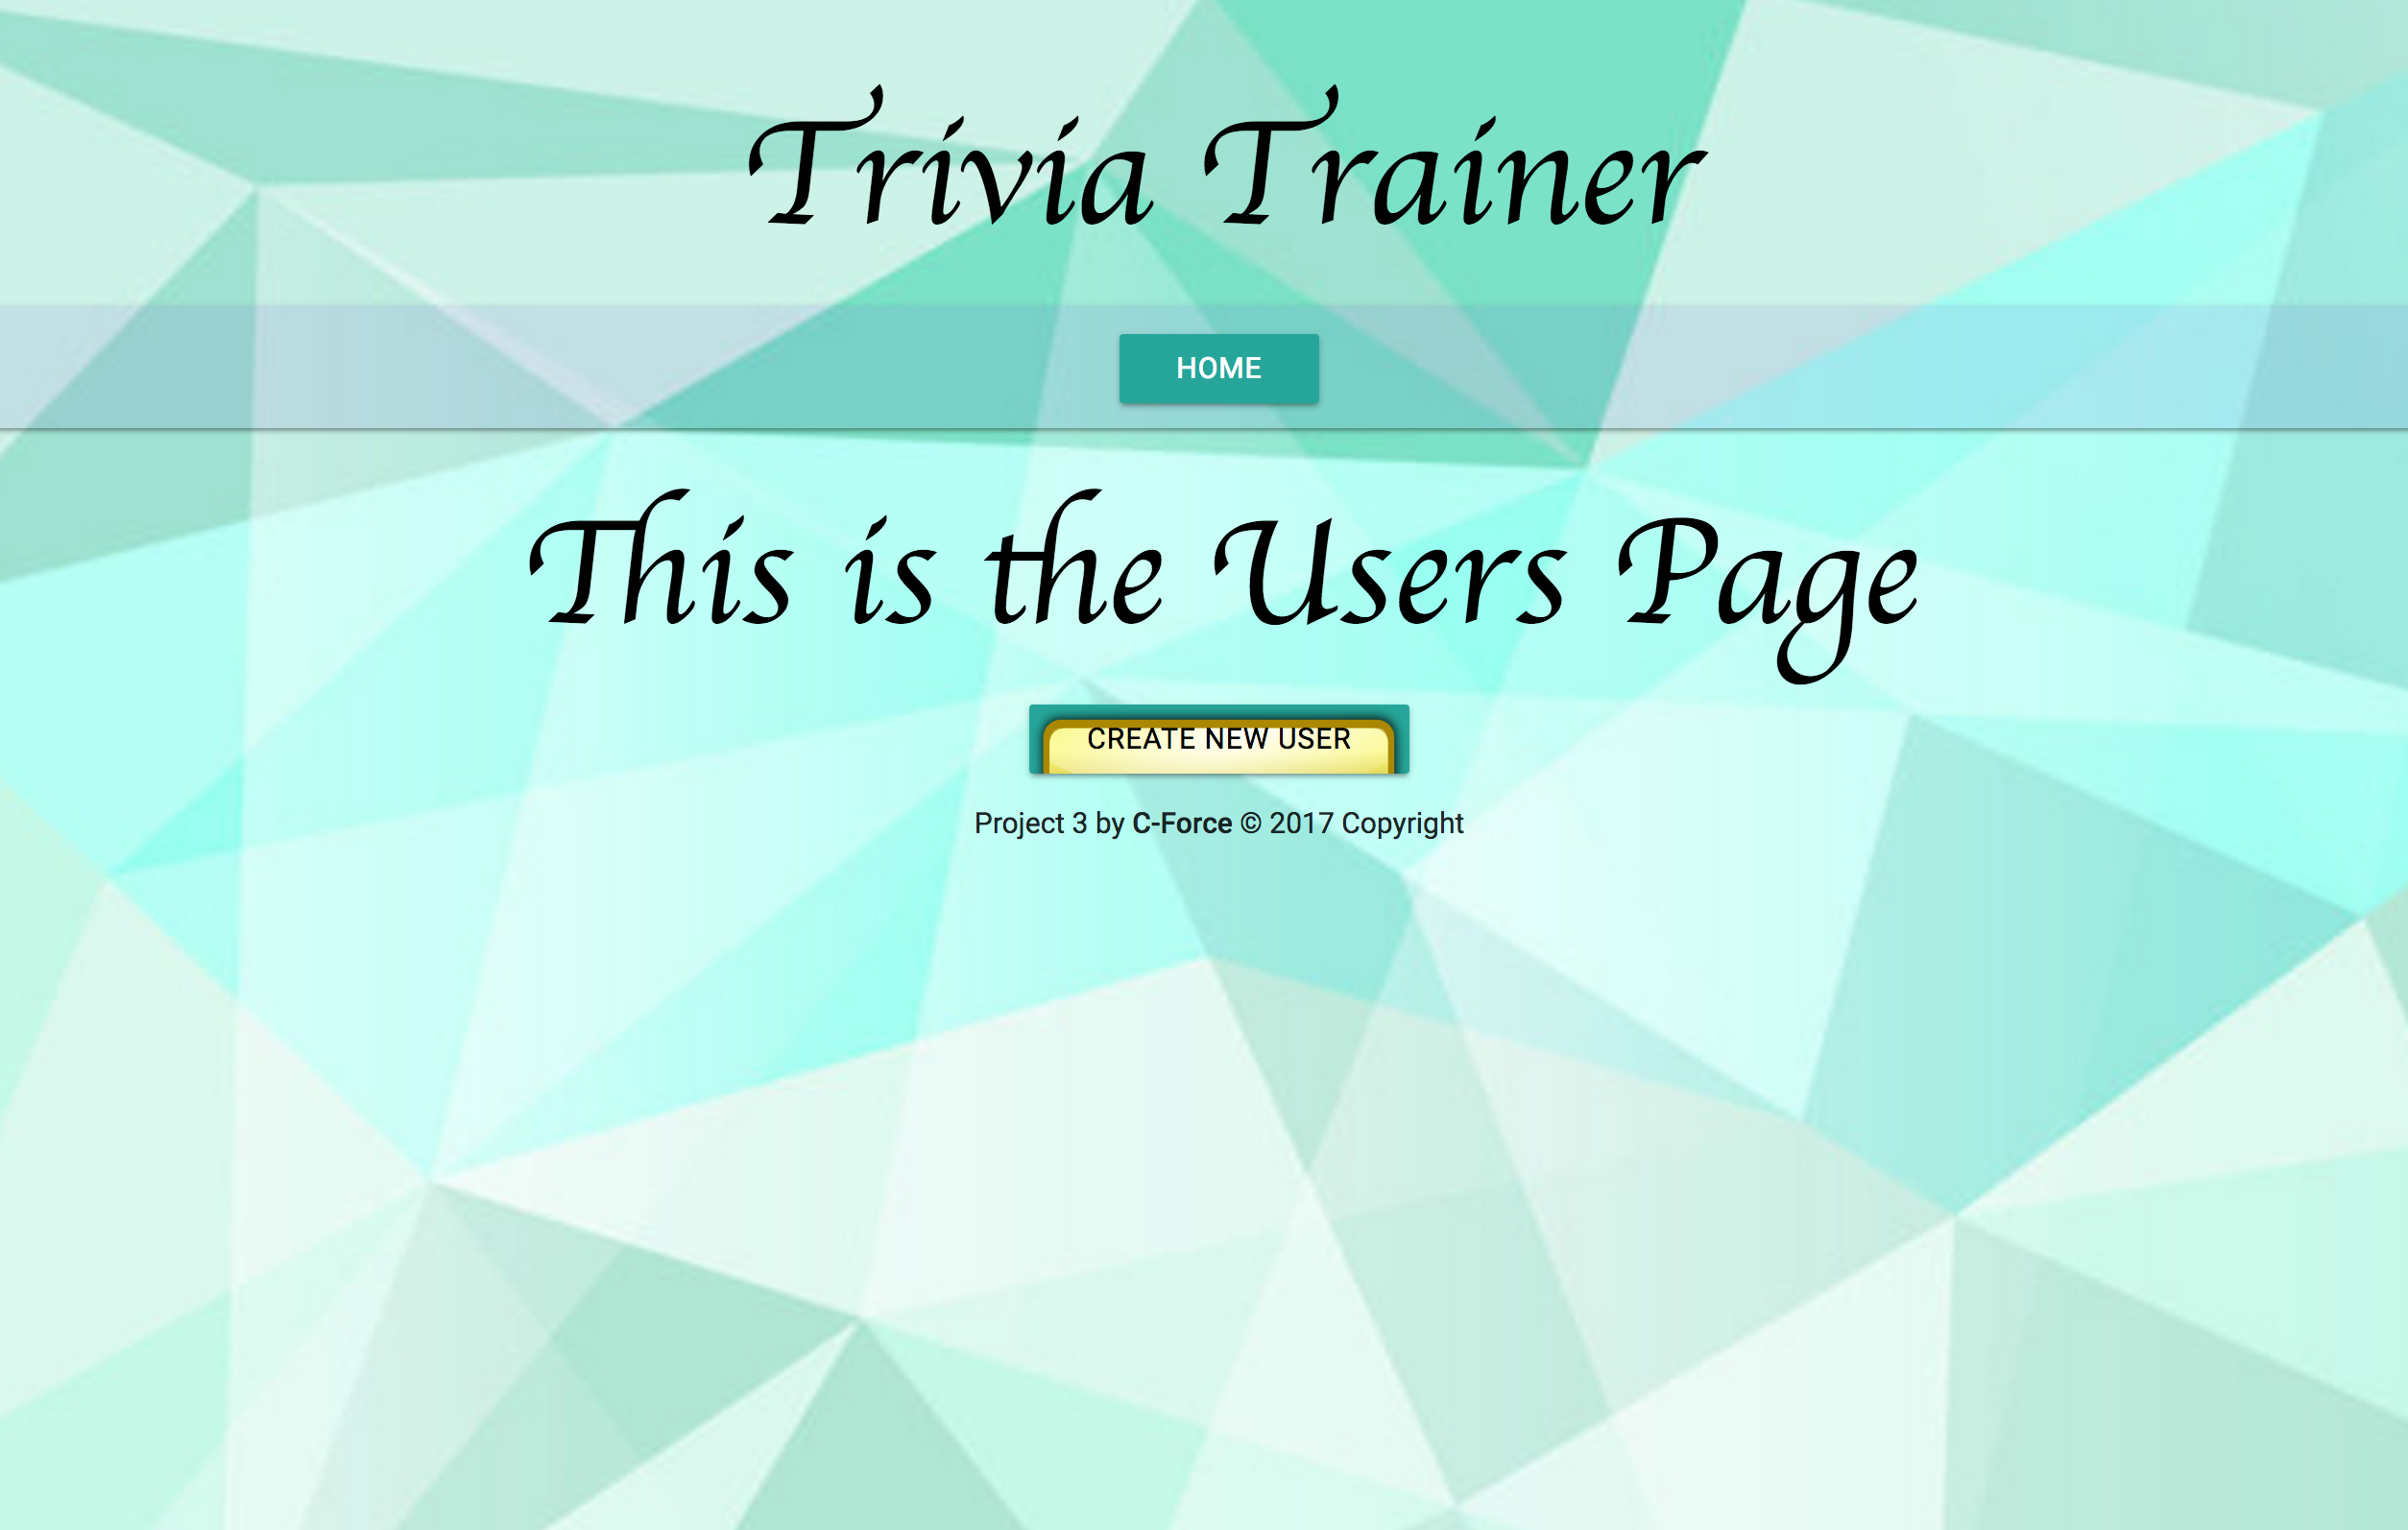 Trivia Trainer
HOME
This is the Users Page
CREATE NEW USER
Project 3 by C-Force © 2017 Copyright